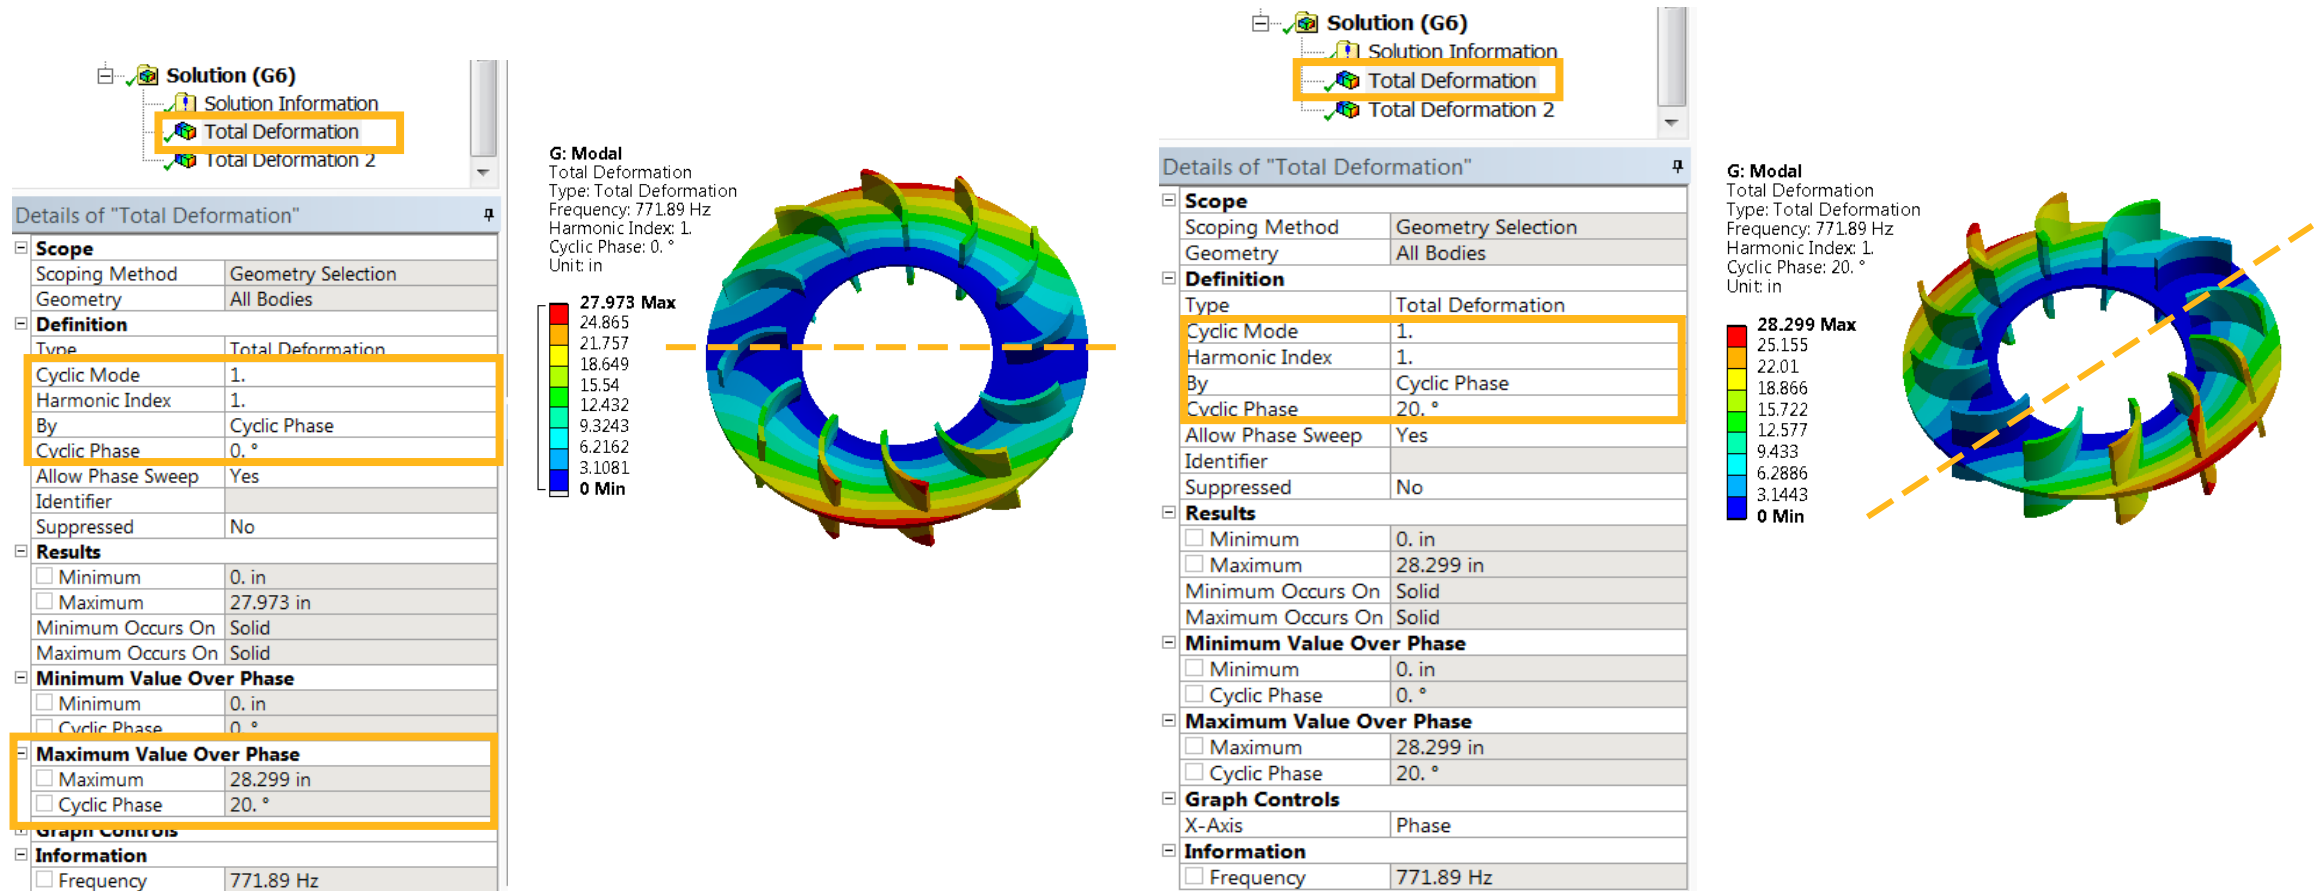 Solution (G6)
Solution Information
Total Deformation
Total Deformation 2
Details of "Total Deformation"
Scope
Scoping Method Geometry Selection
Geometry All Bodies
Definition
Type Total Deformation
Cyclic Mode 1.
Harmonic Index 1.
By Cyclic Phase
Cyclic Phase 0. °
Allow Phase Sweep Yes
Identifier
Suppressed No
Results
Minimum 0. in
Maximum 27.973 in
Minimum Occurs On Solid
Maximum Occurs On Solid
Minimum Value Over Phase
Minimum 0. in
Cyclic Phase 0. °
Maximum Value Over Phase
Maximum 28.299 in
Cyclic Phase 20. °
Graph Controls
Information
Frequency 771.89 Hz
G: Modal
Total Deformation
Type: Total Deformation
Frequency: 771.89 Hz
Harmonic Index: 1.
Cyclic Phase: 0. °
Unit: in
27.973 Max
24.865
21.757
18.649
15.54
12.432
9.3243
6.2162
3.1081
0 Min
Solution (G6)
Solution Information
Total Deformation
Total Deformation 2
Details of "Total Deformation"
Scope
Scoping Method Geometry Selection
Geometry All Bodies
Definition
Type Total Deformation
Cyclic Mode 1.
Harmonic Index 1.
By Cyclic Phase
Cyclic Phase 20. °
Allow Phase Sweep Yes
Identifier
Suppressed No
Results
Minimum 0. in
Maximum 28.299 in
Minimum Occurs On Solid
Maximum Occurs On Solid
Minimum Value Over Phase
Minimum 0. in
Cyclic Phase 0. °
Maximum Value Over Phase
Maximum 28.299 in
Cyclic Phase 20. °
Graph Controls
X-Axis Phase
Information
Frequency 771.89 Hz
G: Modal
Total Deformation
Type: Total Deformation
Frequency: 771.89 Hz
Harmonic Index: 1.
Cyclic Phase: 20. °
Unit: in
28.299 Max
25.155
22.01
18.866
15.722
12.577
9.433
6.2886
3.1443
0 Min